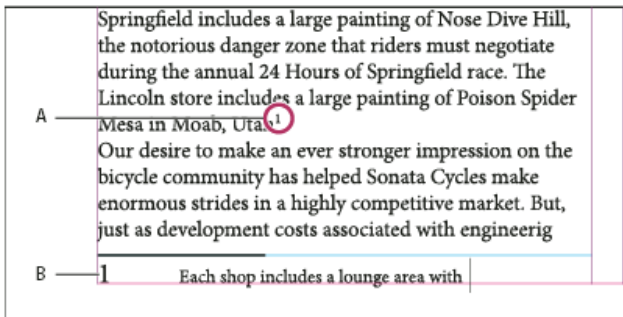 Springfield includes a large painting of Nose Dive Hill,
the notorious danger zone that riders must negotiate
during the annual 24 Hours of Springfield race. The
Lincoln store includes a large painting of Poison Spider
A
Mesa in Moab, Utah¹
Our desire to make an ever stronger impression on the
bicycle community has helped Sonata Cycles make
enormous strides in a highly competitive market. But,
just as development costs associated with engineerig
B
1 Each shop includes a lounge area with